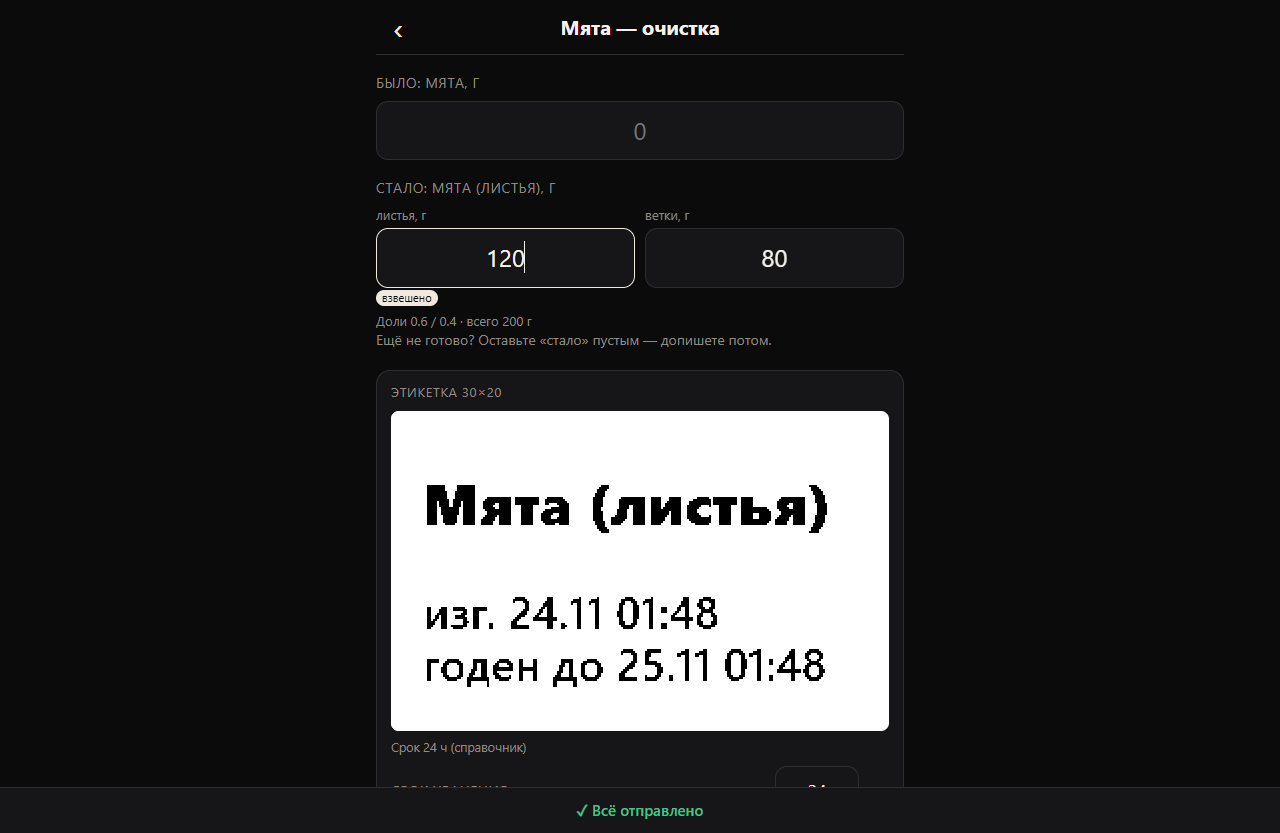 ‹
Мята — очистка
БЫЛО: МЯТА, Г
0
СТАЛО: МЯТА (ЛИСТЬЯ), Г
листья, г ветки, г
120 80
взвешено
Доли 0.6 / 0.4 · всего 200 г
Ещё не готово? Оставьте «стало» пустым — допишете потом.
ЭТИКЕТКА 30×20
Мята (листья)
изг. 24.11 01:48
годен до 25.11 01:48
Срок 24 ч (справочник)
✓ Всё отправлено